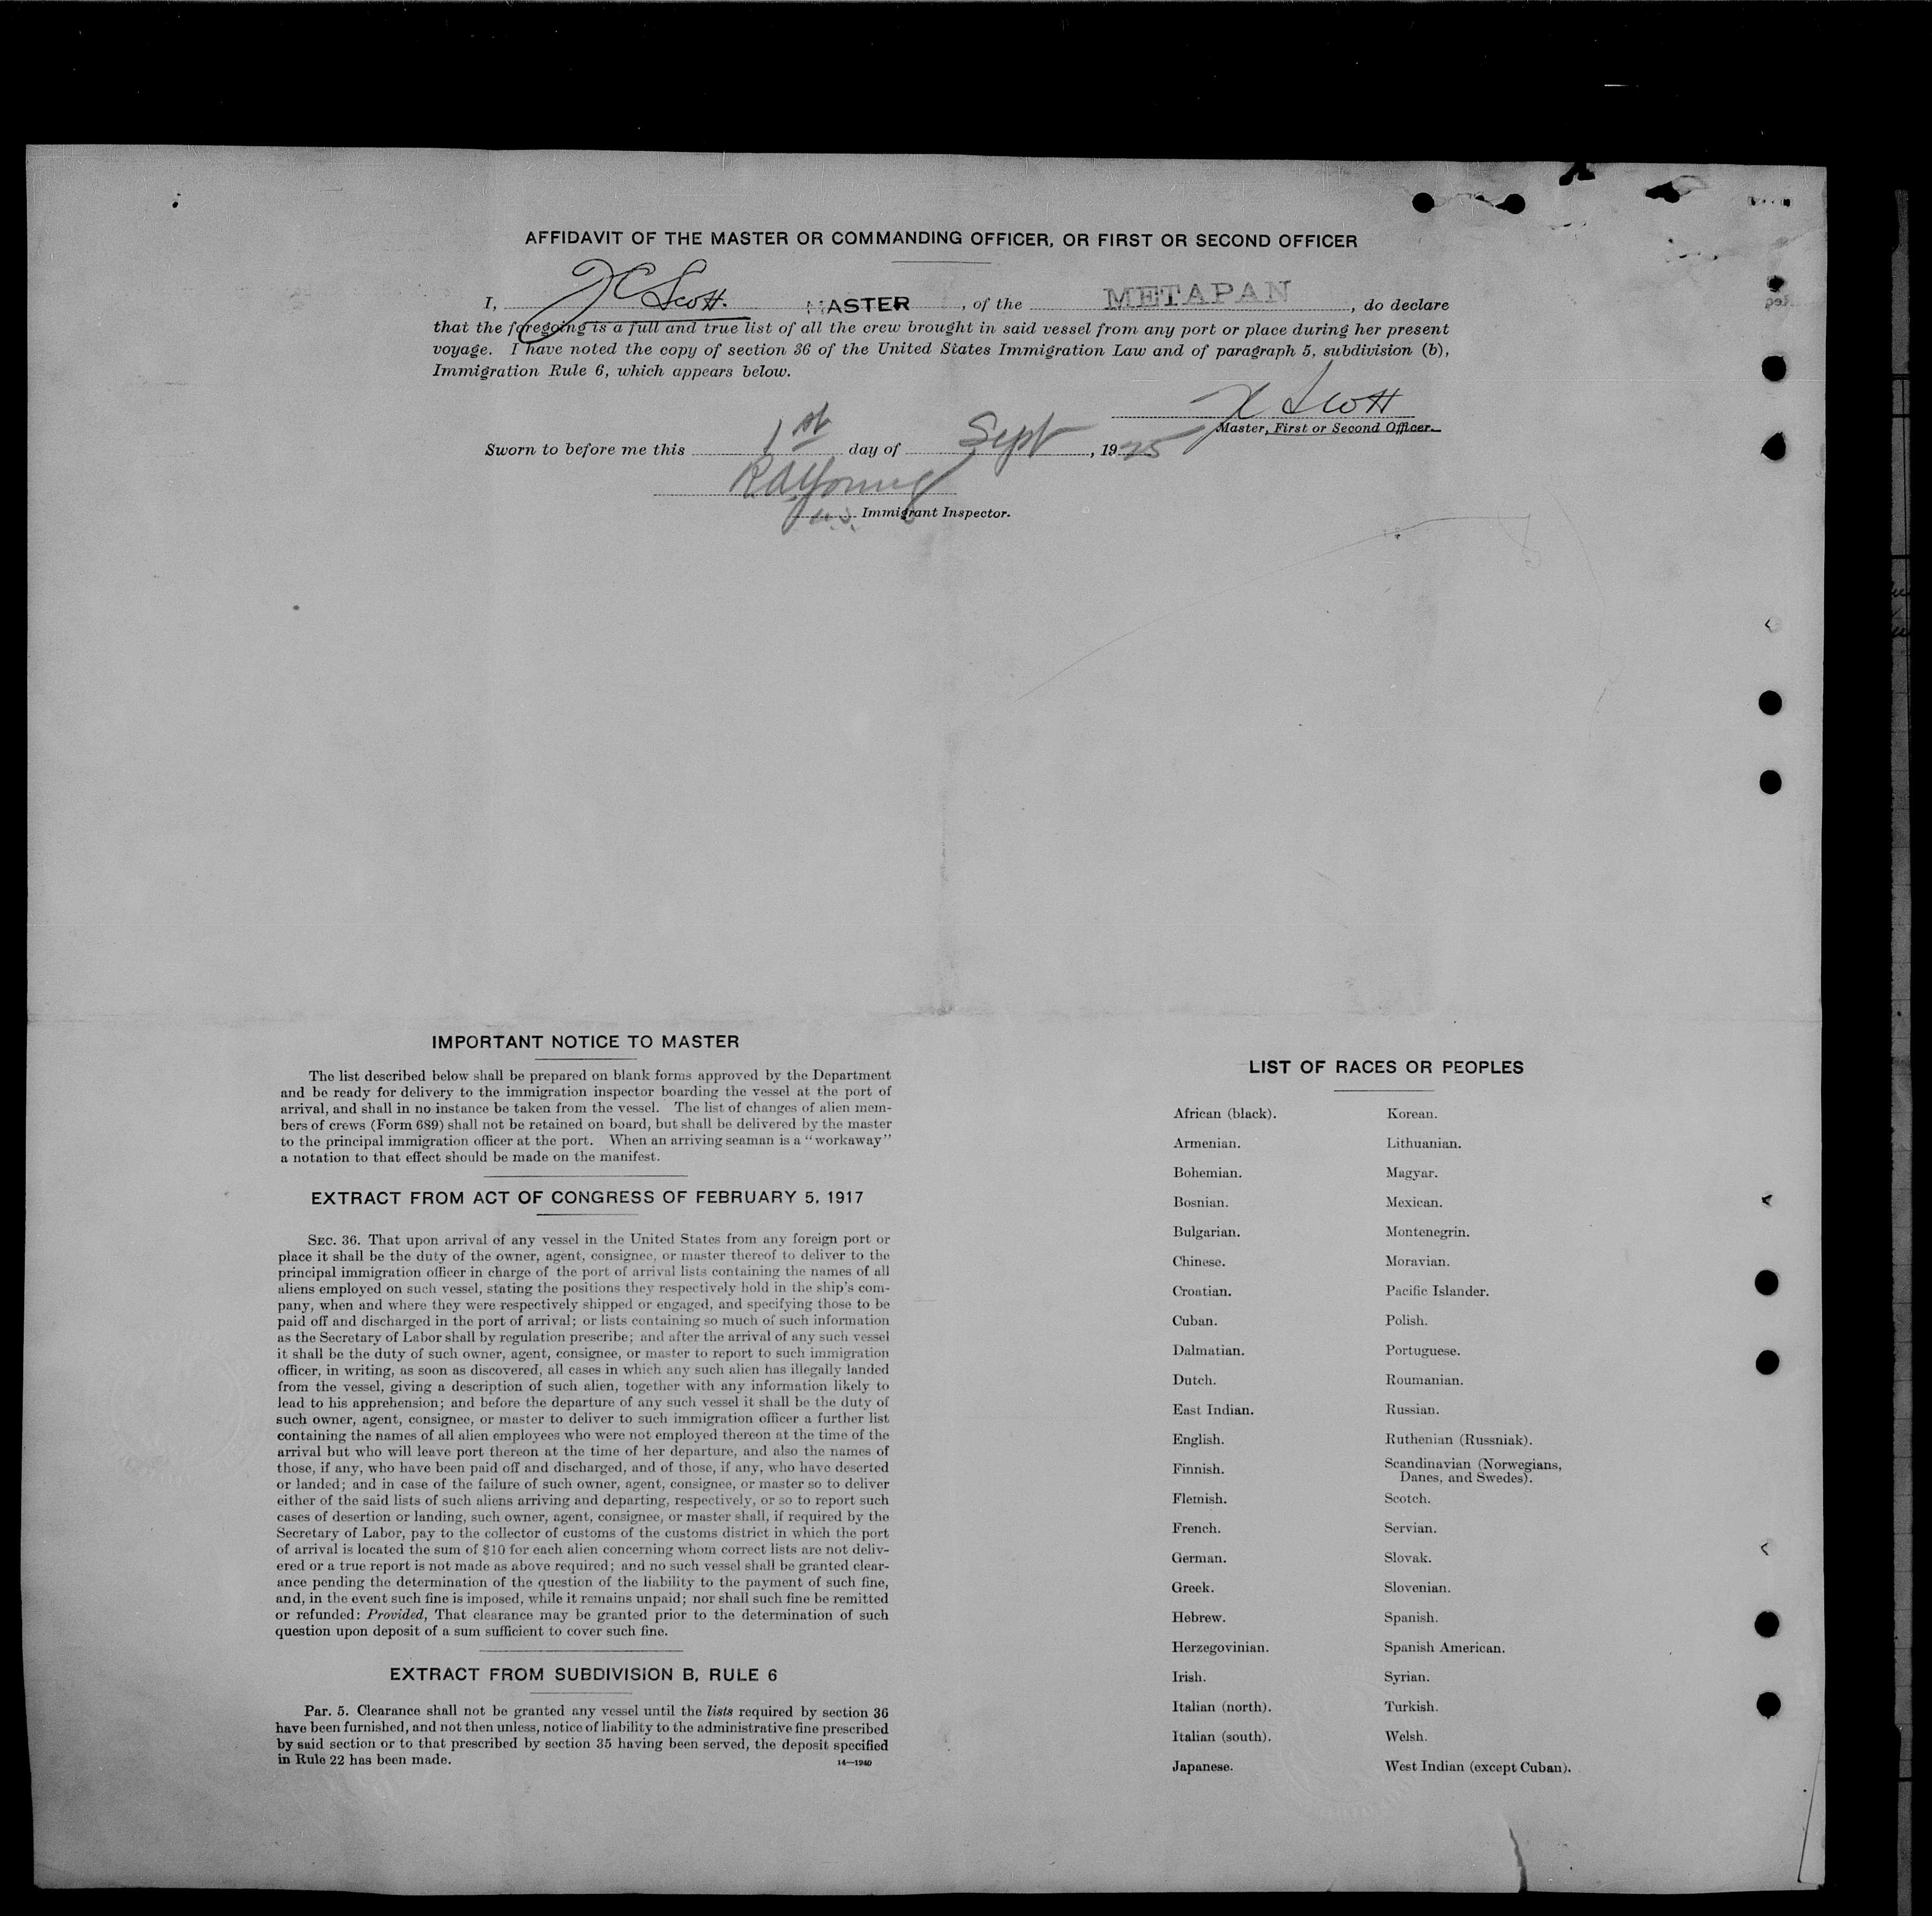 AFFIDAVIT OF THE MASTER OR COMMANDING OFFICER, OR FIRST OR SECOND OFFICER
I, Scott. MASTER, of the METAPAN, do declare
that the foregoing is a full and true list of all the crew brought in said vessel from any port or place during her present
voyage. I have noted the copy of section 36 of the United States Immigration Law and of paragraph 5, subdivision (b),
Immigration Rule 6, which appears below.
Scott
Master, First or Second Officer.
Sworn to before me this 1st day of Sept, 1925
Immigrant Inspector.
IMPORTANT NOTICE TO MASTER
The list described below shall be prepared on blank forms approved by the Department
and be ready for delivery to the immigration inspector boarding the vessel at the port of
arrival, and shall in no instance be taken from the vessel. The list of changes of alien mem-
bers of crews (Form 689) shall not be retained on board, but shall be delivered by the master
to the principal immigration officer at the port. When an arriving seaman is a "workaway"
a notation to that effect should be made on the manifest.
EXTRACT FROM ACT OF CONGRESS OF FEBRUARY 5, 1917
SEC. 36. That upon arrival of any vessel in the United States from any foreign port or
place it shall be the duty of the owner, agent, consignee, or master thereof to deliver to the
principal immigration officer in charge of the port of arrival lists containing the names of all
aliens employed on such vessel, stating the positions they respectively hold in the ship's com-
pany, when and where they were respectively shipped or engaged, and specifying those to be
paid off and discharged in the port of arrival; or lists containing so much of such information
as the Secretary of Labor shall by regulation prescribe; and after the arrival of any such vessel
it shall be the duty of such owner, agent, consignee, or master to report to such immigration
officer, in writing, as soon as discovered, all cases in which any such alien has illegally landed
from the vessel, giving a description of such alien, together with any information likely to
lead to his apprehension; and before the departure of any such vessel it shall be the duty of
such owner, agent, consignee, or master to deliver to such immigration officer a further list
containing the names of all alien employees who were not employed thereon at the time of the
arrival but who will leave port thereon at the time of her departure, and also the names of
those, if any, who have been paid off and discharged, and of those, if any, who have deserted
or landed; and in case of the failure of such owner, agent, consignee, or master so to deliver
either of the said lists of such aliens arriving and departing, respectively, or so to report such
cases of desertion or landing, such owner, agent, consignee, or master shall, if required by the
Secretary of Labor, pay to the collector of customs of the customs district in which the port
of arrival is located the sum of $10 for each alien concerning whom correct lists are not deliv-
ered or a true report is not made as above required; and no such vessel shall be granted clear-
ance pending the determination of the question of the liability to the payment of such fine,
and, in the event such fine is imposed, while it remains unpaid; nor shall such fine be remitted
or refunded: Provided, That clearance may be granted prior to the determination of such
question upon deposit of a sum sufficient to cover such fine.
EXTRACT FROM SUBDIVISION B, RULE 6
Par. 5. Clearance shall not be granted any vessel until the lists required by section 36
have been furnished, and not then unless, notice of liability to the administrative fine prescribed
by said section or to that prescribed by section 35 having been served, the deposit specified
in Rule 22 has been made.
14—1940
LIST OF RACES OR PEOPLES
African (black).
Armenian.
Bohemian.
Bosnian.
Bulgarian.
Chinese.
Croatian.
Cuban.
Dalmatian.
Dutch.
East Indian.
English.
Finnish.
Flemish.
French.
German.
Greek.
Hebrew.
Herzegovinian.
Irish.
Italian (north).
Italian (south).
Japanese.
Korean.
Lithuanian.
Magyar.
Mexican.
Montenegrin.
Moravian.
Pacific Islander.
Polish.
Portuguese.
Roumanian.
Russian.
Ruthenian (Russniak).
Scandinavian (Norwegians,
Danes, and Swedes).
Scotch.
Servian.
Slovak.
Slovenian.
Spanish.
Spanish American.
Syrian.
Turkish.
Welsh.
West Indian (except Cuban).